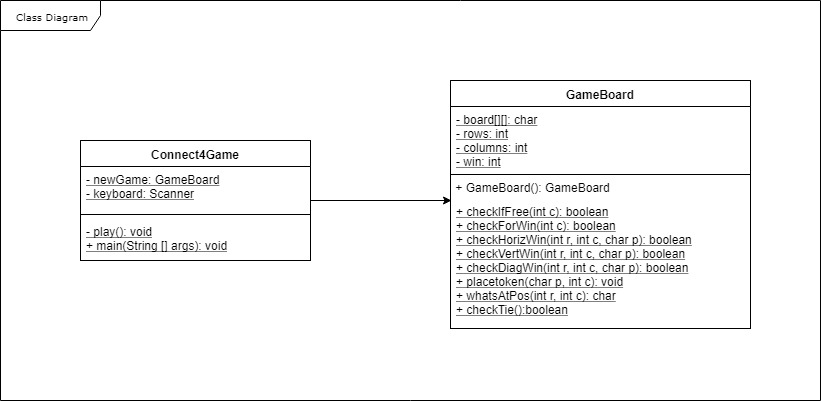 Class Diagram
Connect4Game
- newGame: GameBoard
- keyboard: Scanner
- play(): void
+ main(String [] args): void
GameBoard
- board[][]: char
- rows: int
- columns: int
- win: int
+ GameBoard(): GameBoard
+ checkIfFree(int c): boolean
+ checkForWin(int c): boolean
+ checkHorizWin(int r, int c, char p): boolean
+ checkVertWin(int r, int c, char p): boolean
+ checkDiagWin(int r, int c, char p): boolean
+ placetoken(char p, int c): void
+ whatsAtPos(int r, int c): char
+ checkTie():boolean